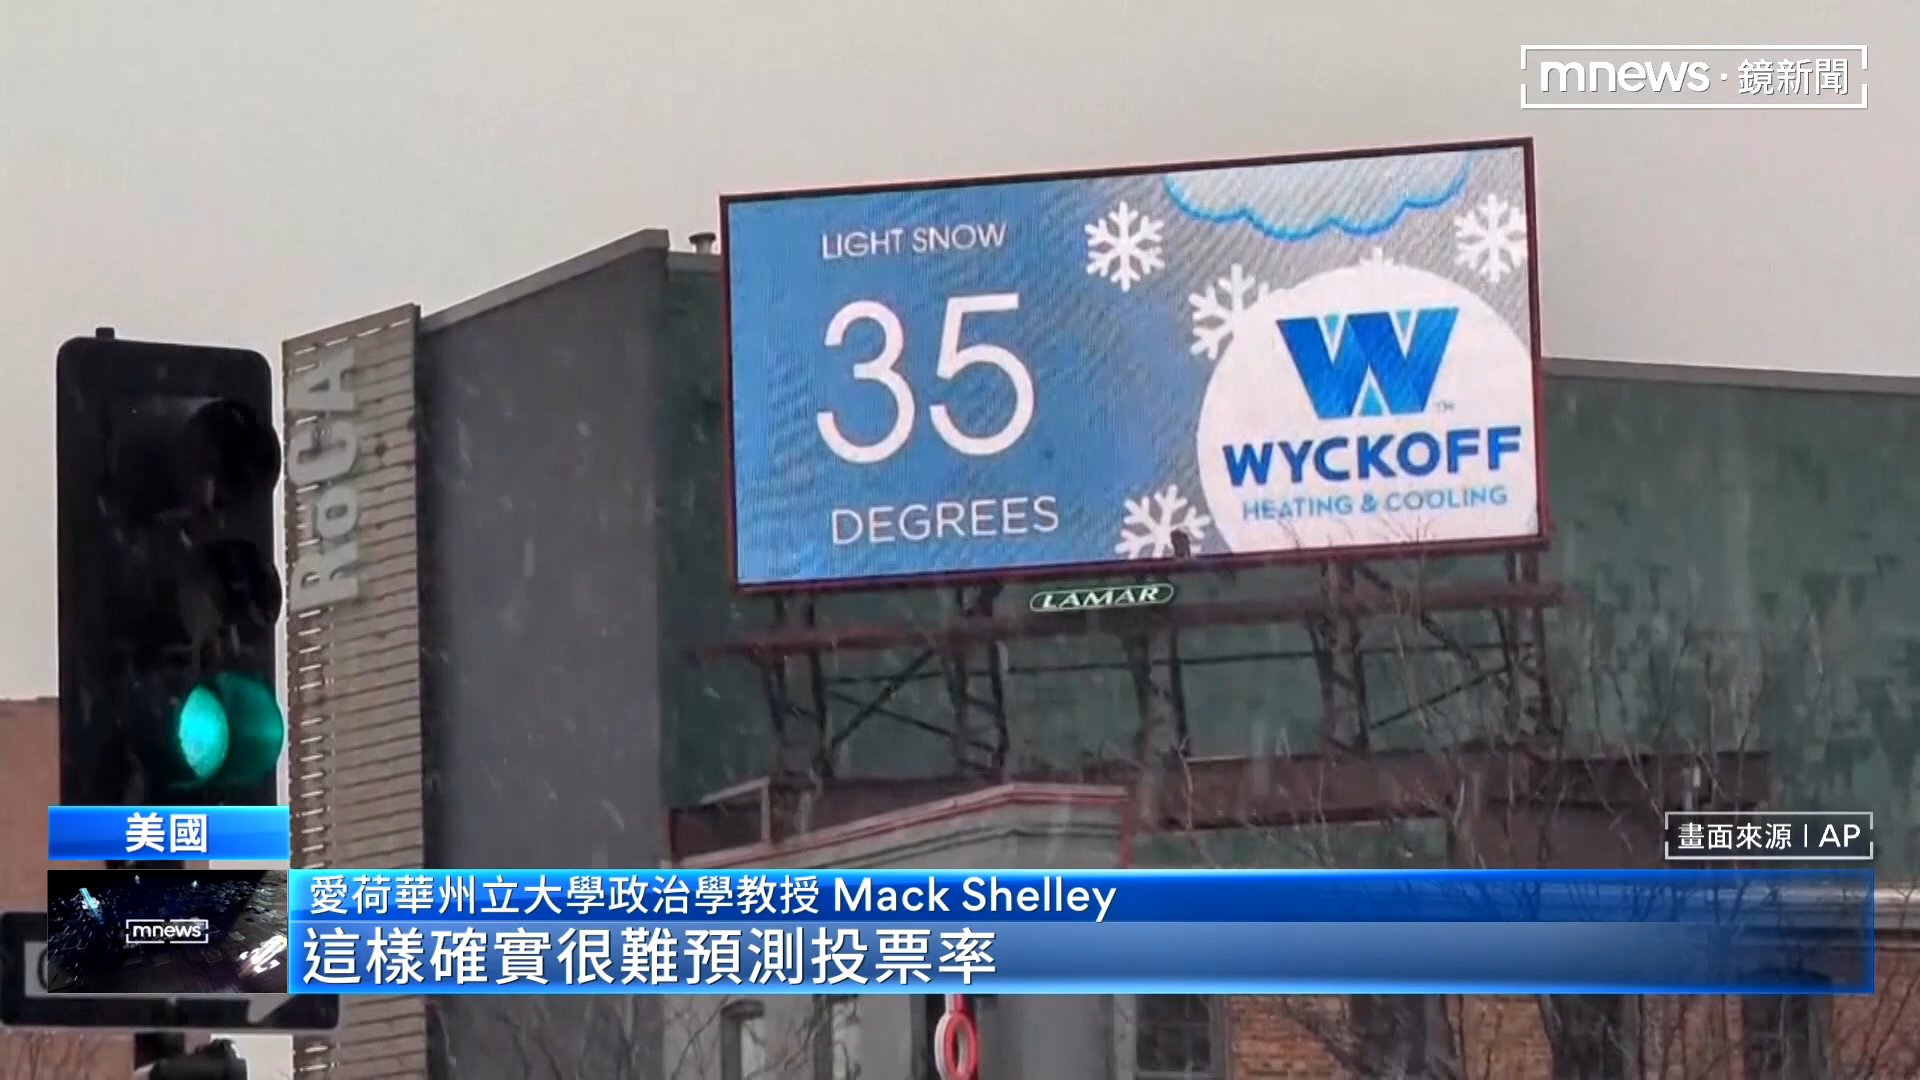 mnews·鏡新聞
LIGHT SNOW
35
DEGREES
W™
WYCKOFF
HEATING & COOLING
LAMAR
RoCA
美國
畫面來源 | AP
mnews
愛荷華州立大學政治學教授 Mack Shelley
這樣確實很難預測投票率